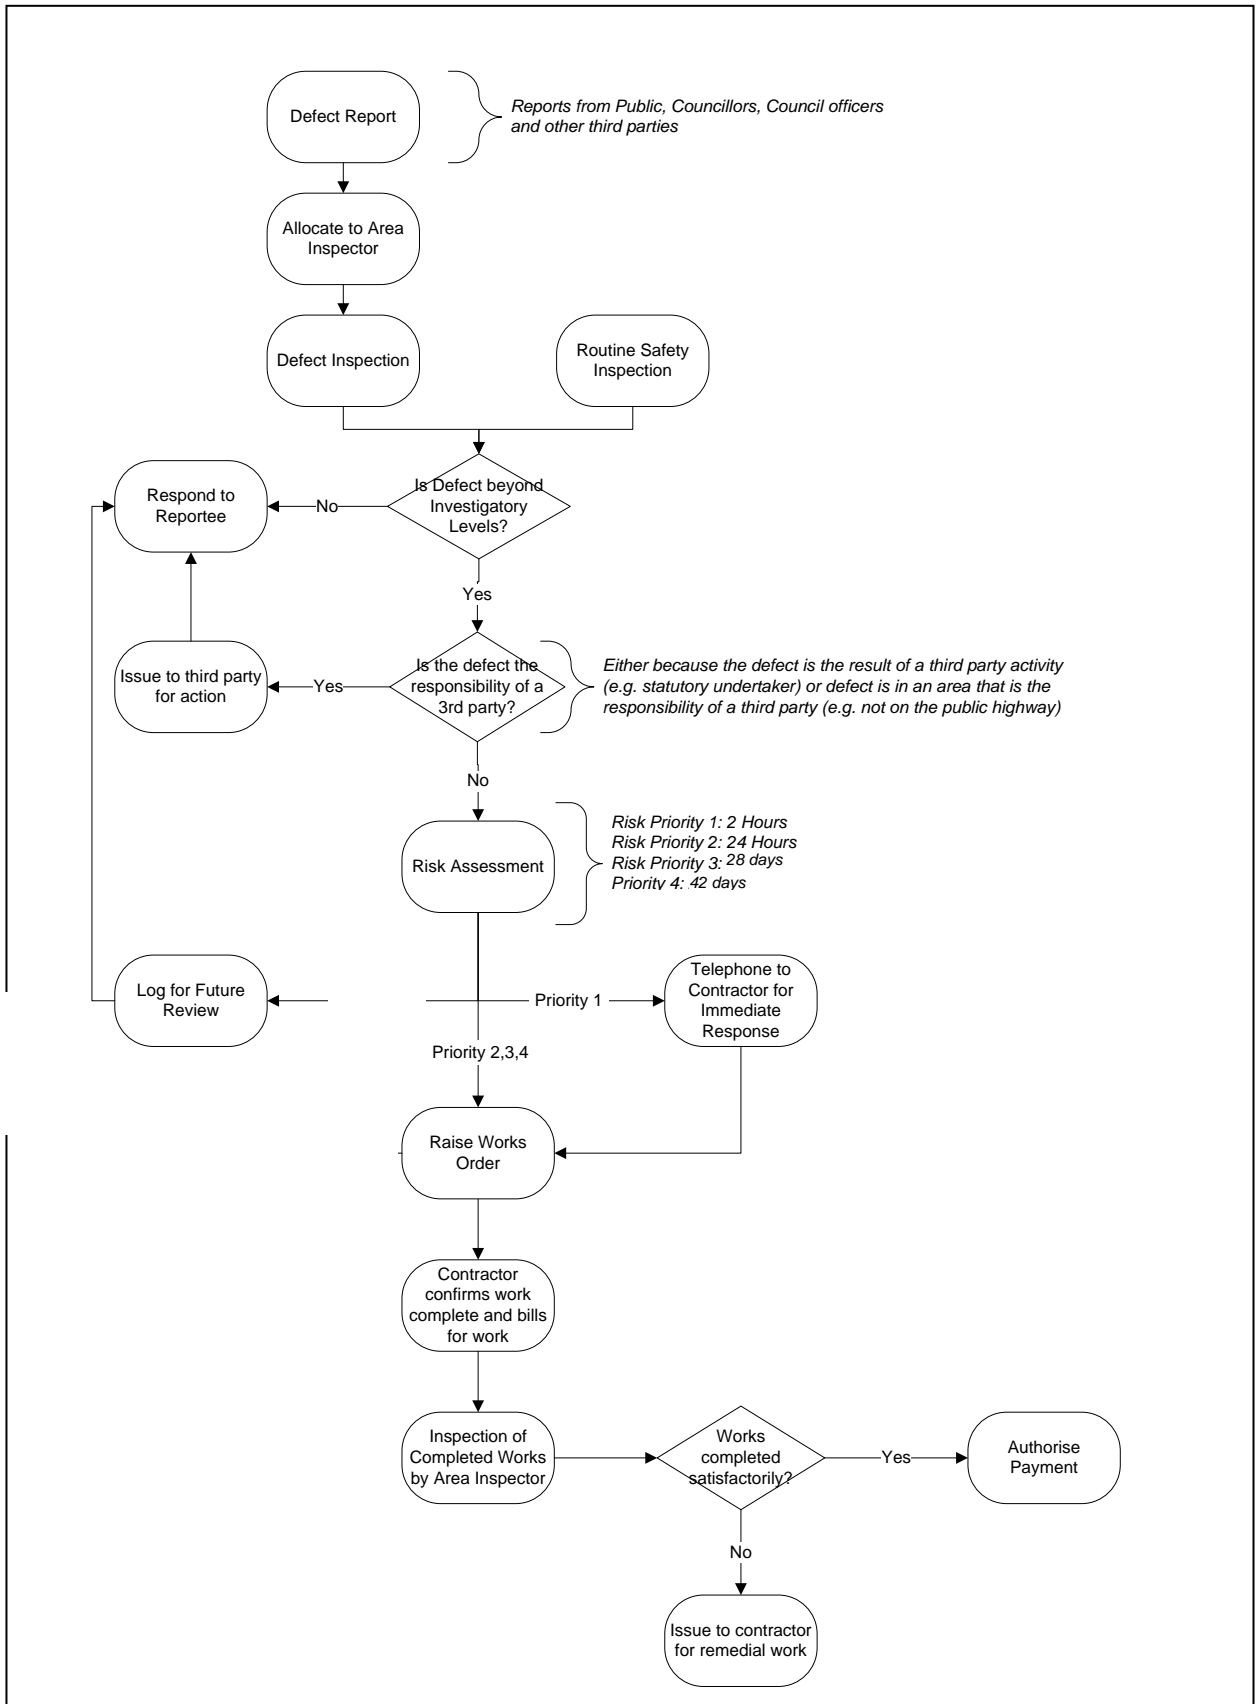 Defect Report
Reports from Public, Councillors, Council officers
and other third parties
Allocate to Area
Inspector
Defect Inspection
Routine Safety
Inspection
Is Defect beyond
Investigatory
Levels?
No
Respond to
Reportee
Yes
Is the defect the
responsibility of a
3rd party?
Yes
Issue to third party
for action
Either because the defect is the result of a third party activity
(e.g. statutory undertaker) or defect is in an area that is the
responsibility of a third party (e.g. not on the public highway)
No
Risk Assessment
Risk Priority 1: 2 Hours
Risk Priority 2: 24 Hours
Risk Priority 3: 28 days
Priority 4: 42 days
Log for Future
Review
Priority 1
Telephone to
Contractor for
Immediate
Response
Priority 2,3,4
Raise Works
Order
Contractor
confirms work
complete and bills
for work
Inspection of
Completed Works
by Area Inspector
Works
completed
satisfactorily?
Yes
Authorise
Payment
No
Issue to contractor
for remedial work